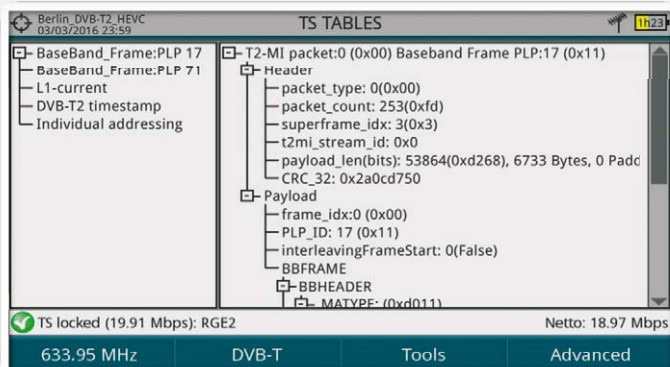 Berlin_DVB-T2_HEVC
03/03/2016 23:59
TS TABLES
1h23
BaseBand_Frame:PLP 17
BaseBand_Frame:PLP 71
L1-current
DVB-T2 timestamp
Individual addressing
T2-MI packet:0 (0x00) Baseband Frame PLP:17 (0x11)
Header
packet_type: 0(0x00)
packet_count: 253(0xfd)
superframe_idx: 3(0x3)
t2mi_stream_id: 0x0
payload_len(bits): 53864(0xd268), 6733 Bytes, 0 Padd
CRC_32: 0x2a0cd750
Payload
frame_idx:0 (0x00)
PLP_ID: 17 (0x11)
interleavingFrameStart: 0(False)
BBFRAME
BBHEADER
MATYPE: (0xd011)
TS locked (19.91 Mbps): RGE2
Netto: 18.97 Mbps
633.95 MHz
DVB-T
Tools
Advanced